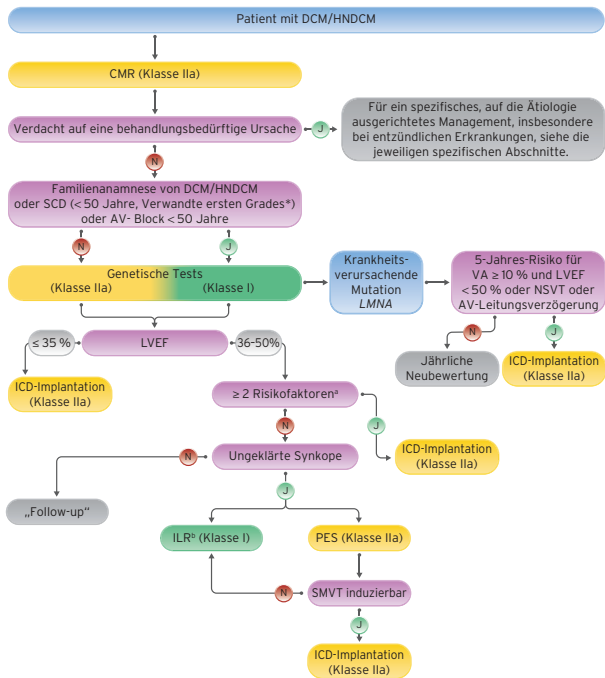 Patient mit DCM/HNDCM
CMR (Klasse IIa)
Verdacht auf eine behandlungsbedürftige Ursache
J
Für ein spezifisches, auf die Ätiologie
ausgerichtetes Management, insbesondere
bei entzündlichen Erkrankungen, siehe die
jeweiligen spezifischen Abschnitte.
N
Familienanamnese von DCM/HNDCM
oder SCD (< 50 Jahre, Verwandte ersten Grades*)
oder AV- Block < 50 Jahre
N
J
Genetische Tests
(Klasse IIa)
(Klasse I)
Krankheits-
verursachende
Mutation
LMNA
5-Jahres-Risiko für
VA ≥ 10 % und LVEF
< 50 % oder NSVT oder
AV-Leitungsverzögerung
N
J
Jährliche
Neubewertung
ICD-Implantation
(Klasse IIa)
≤ 35 %
LVEF
36-50%
ICD-Implantation
(Klasse IIa)
≥ 2 Risikofaktorenᵃ
N
J
ICD-Implantation
(Klasse IIa)
Ungeklärte Synkope
N
J
„Follow-up“
ILRᵇ (Klasse I)
PES (Klasse IIa)
SMVT induzierbar
N
J
ICD-Implantation
(Klasse IIa)